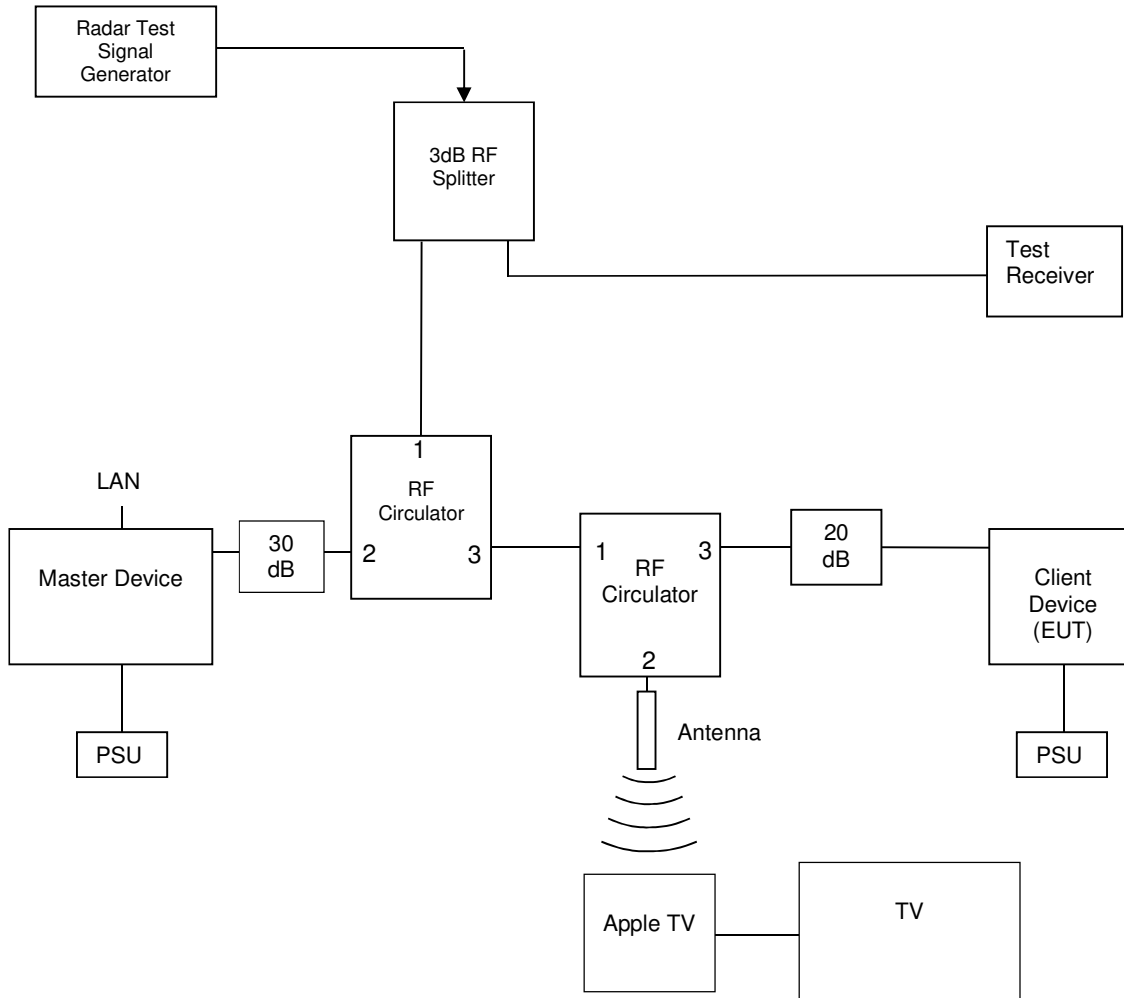 Radar Test
Signal
Generator
3dB RF
Splitter
Test
Receiver
LAN
Master Device
30
dB
1
RF
Circulator
2
3
1
RF
Circulator
3
2
20
dB
Client
Device
(EUT)
PSU
Antenna
PSU
Apple TV
TV